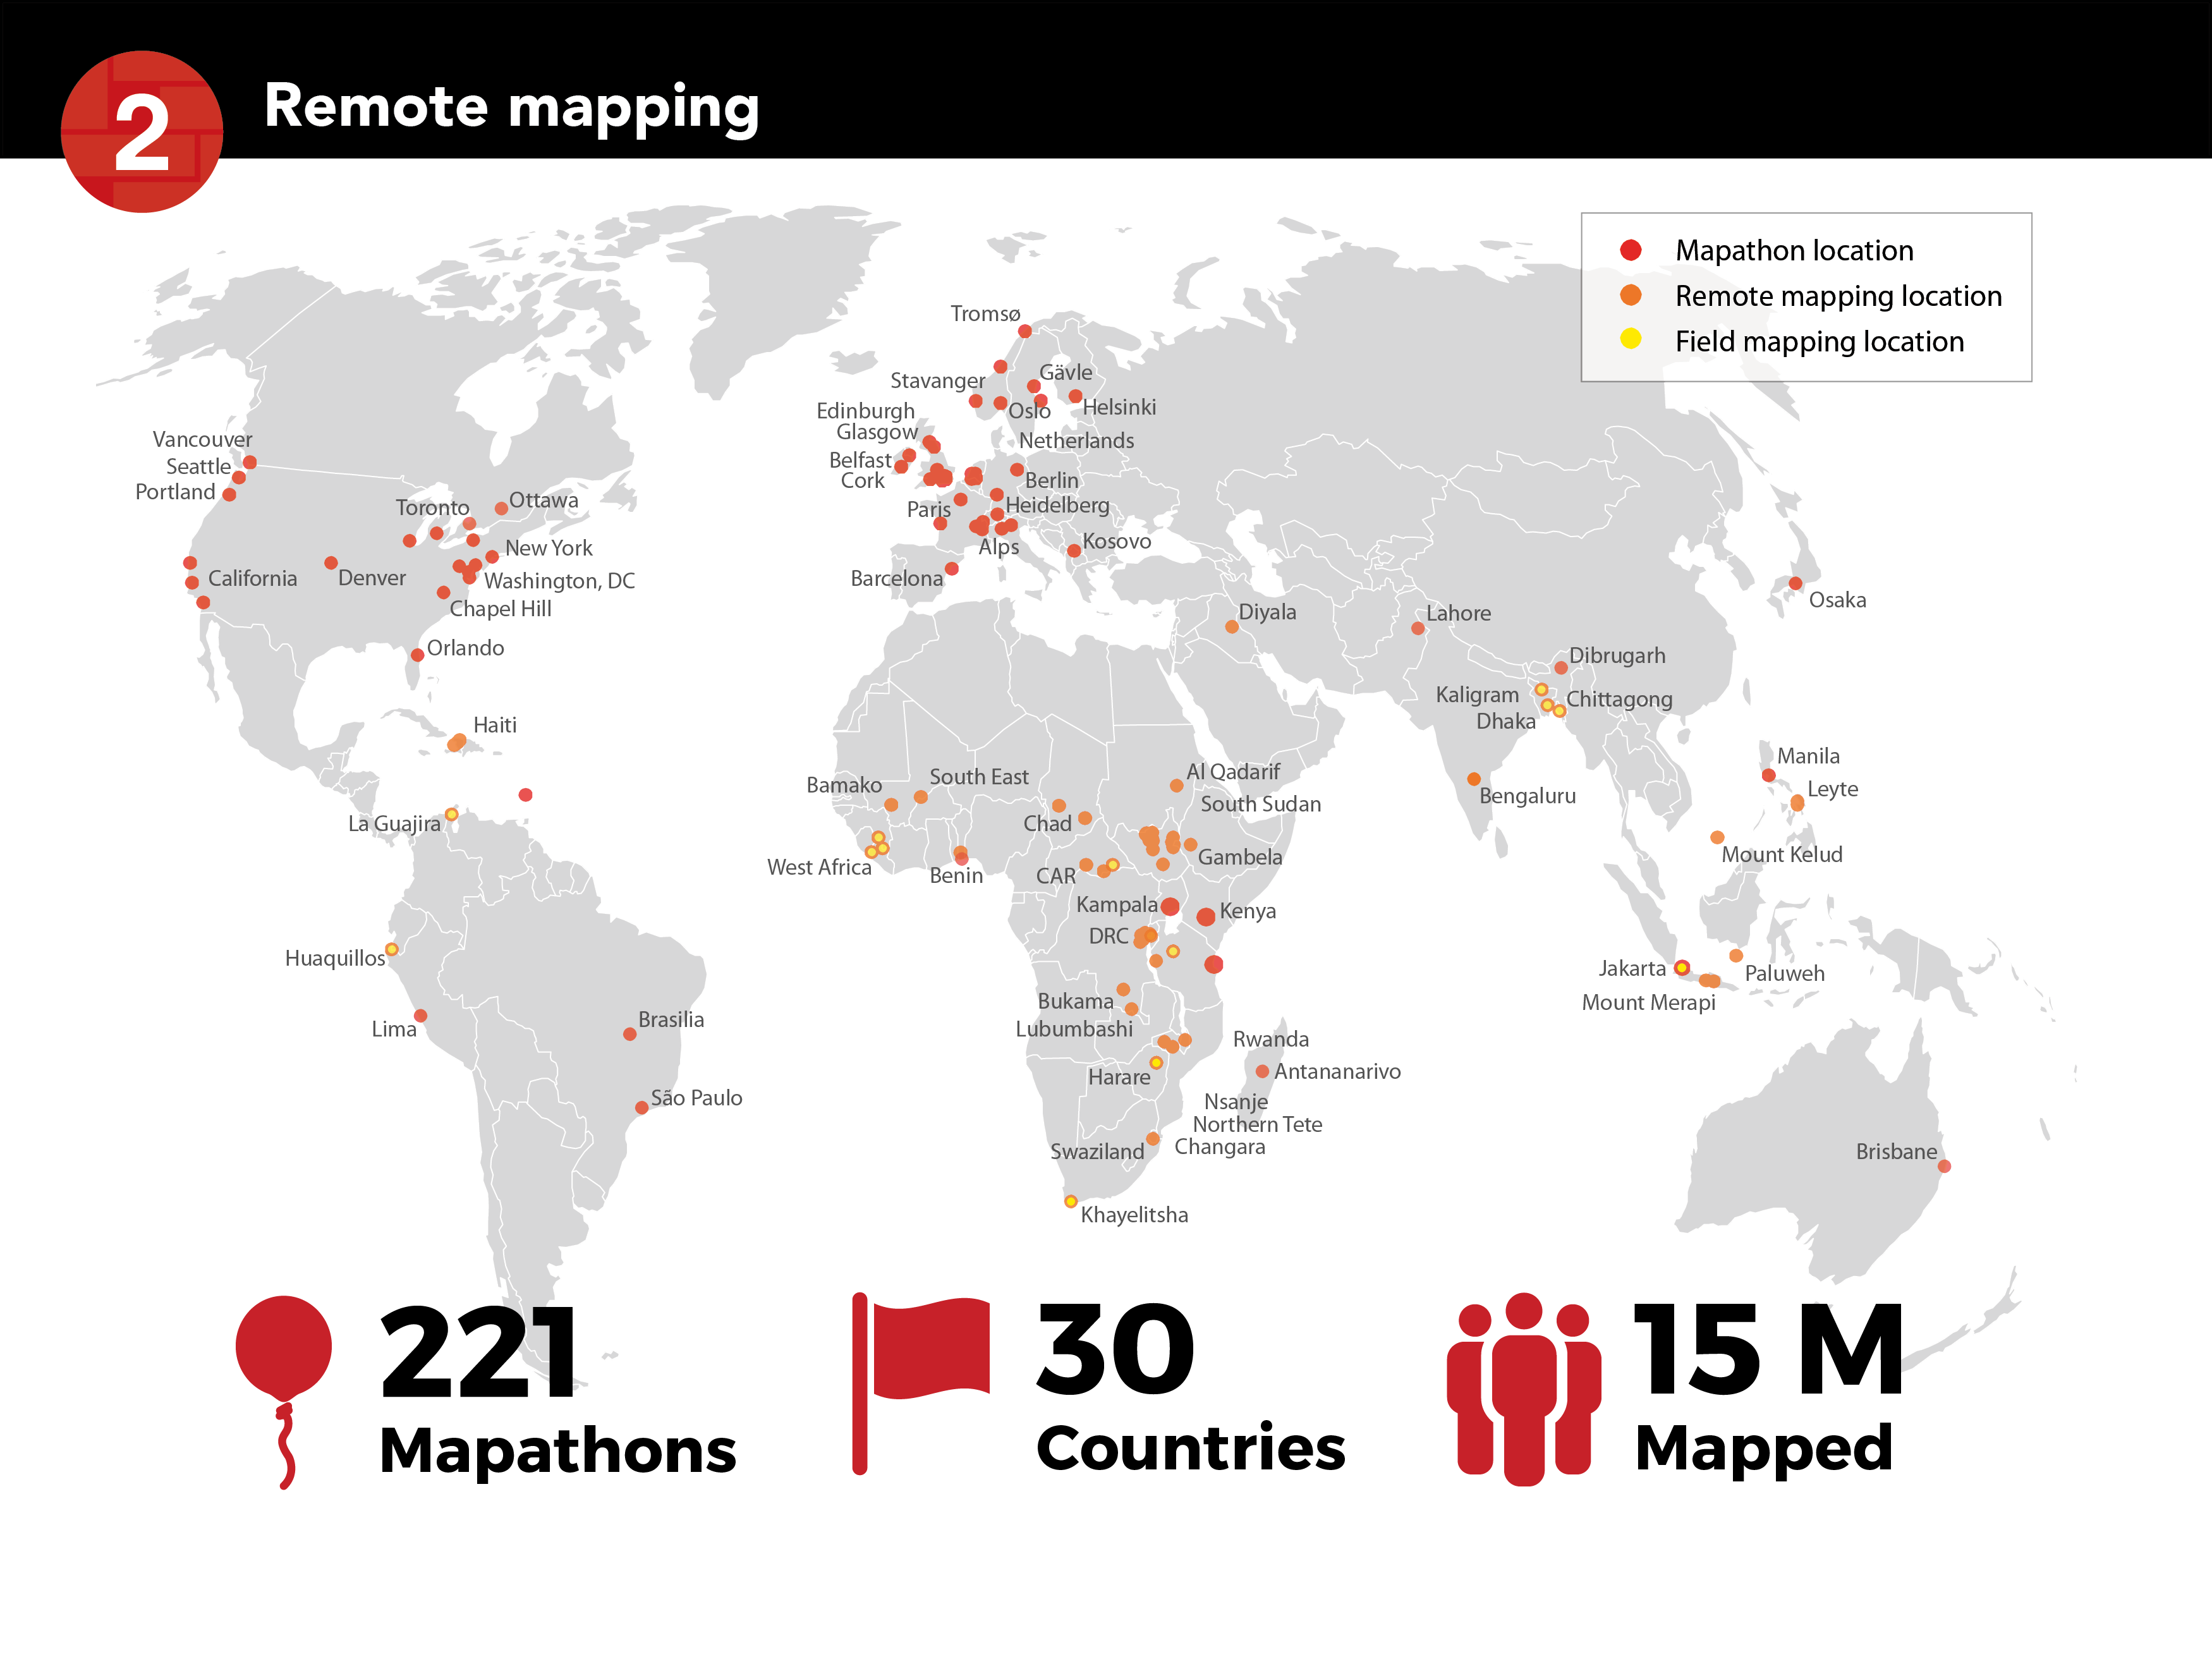 2
Remote mapping
Mapathon location
Remote mapping location
Field mapping location
Tromsø
Stavanger
Gävle
Oslo
Helsinki
Edinburgh
Glasgow
Netherlands
Belfast
Cork
Berlin
Paris
Heidelberg
Alps
Kosovo
Barcelona
Vancouver
Seattle
Portland
Toronto
Ottawa
New York
California
Denver
Washington, DC
Chapel Hill
Orlando
Haiti
La Guajira
Huaquillos
Lima
Brasilia
São Paulo
Diyala
Lahore
Dibrugarh
Kaligram
Chittagong
Dhaka
Bengaluru
Osaka
Manila
Leyte
Mount Kelud
Jakarta
Paluweh
Mount Merapi
Brisbane
Bamako
South East
Al Qadarif
South Sudan
Chad
West Africa
Benin
CAR
Gambela
Kampala
Kenya
DRC
Bukama
Lubumbashi
Rwanda
Harare
Antananarivo
Nsanje
Northern Tete
Swaziland
Changara
Khayelitsha
221
Mapathons
30
Countries
15 M
Mapped